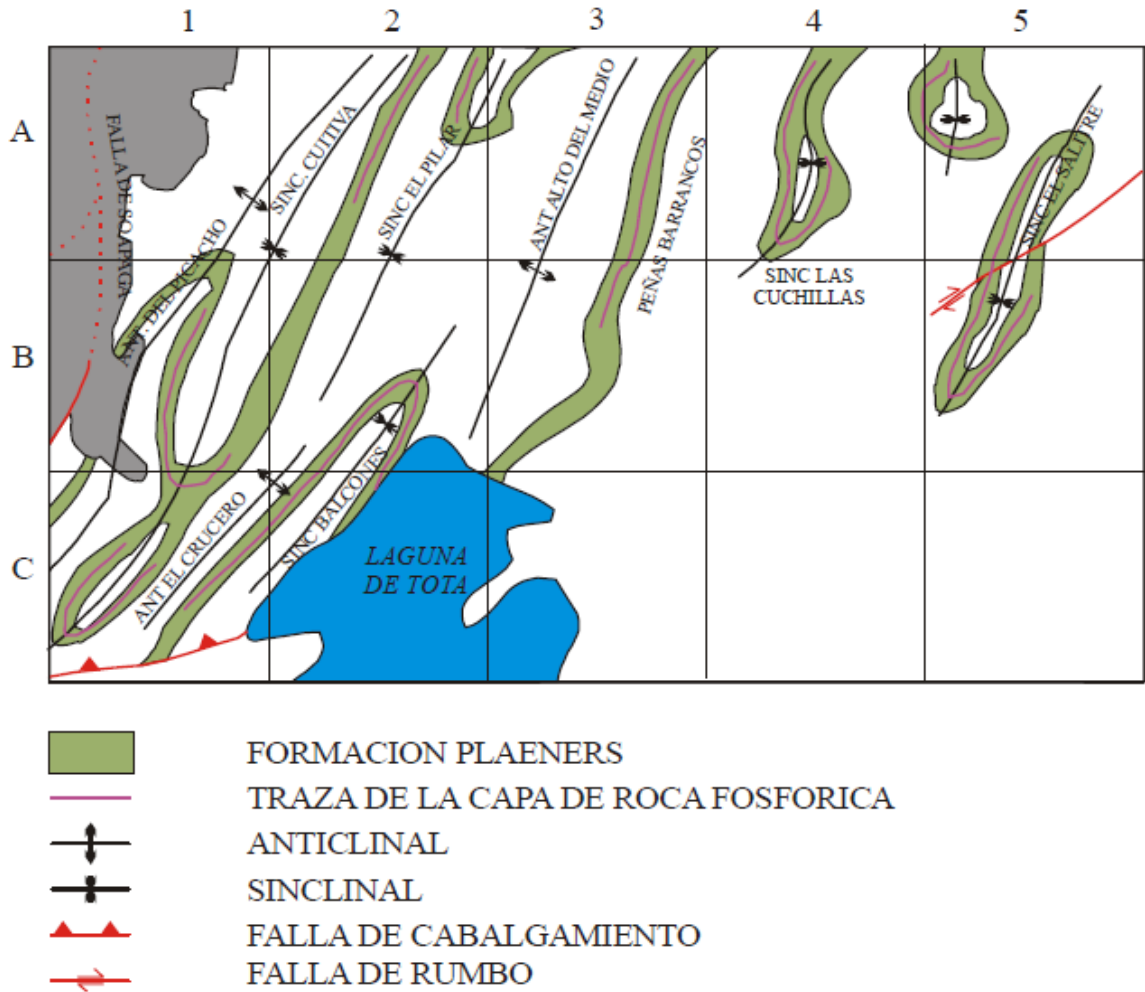 1 2 3 4 5
A
B
C
FALLA DE SOAPAGA
ANT. DEL PICACHO
SINC. CUITIVA
SINC EL PILAR
ANT ALTO DEL MEDIO
PEÑAS BARRANCOS
SINC LAS
CUCHILLAS
SINC EL SALITRE
ANT EL CRUCERO
SINC BALCONES
LAGUNA
DE TOTA
FORMACION PLAENERS
TRAZA DE LA CAPA DE ROCA FOSFORICA
ANTICLINAL
SINCLINAL
FALLA DE CABALGAMIENTO
FALLA DE RUMBO